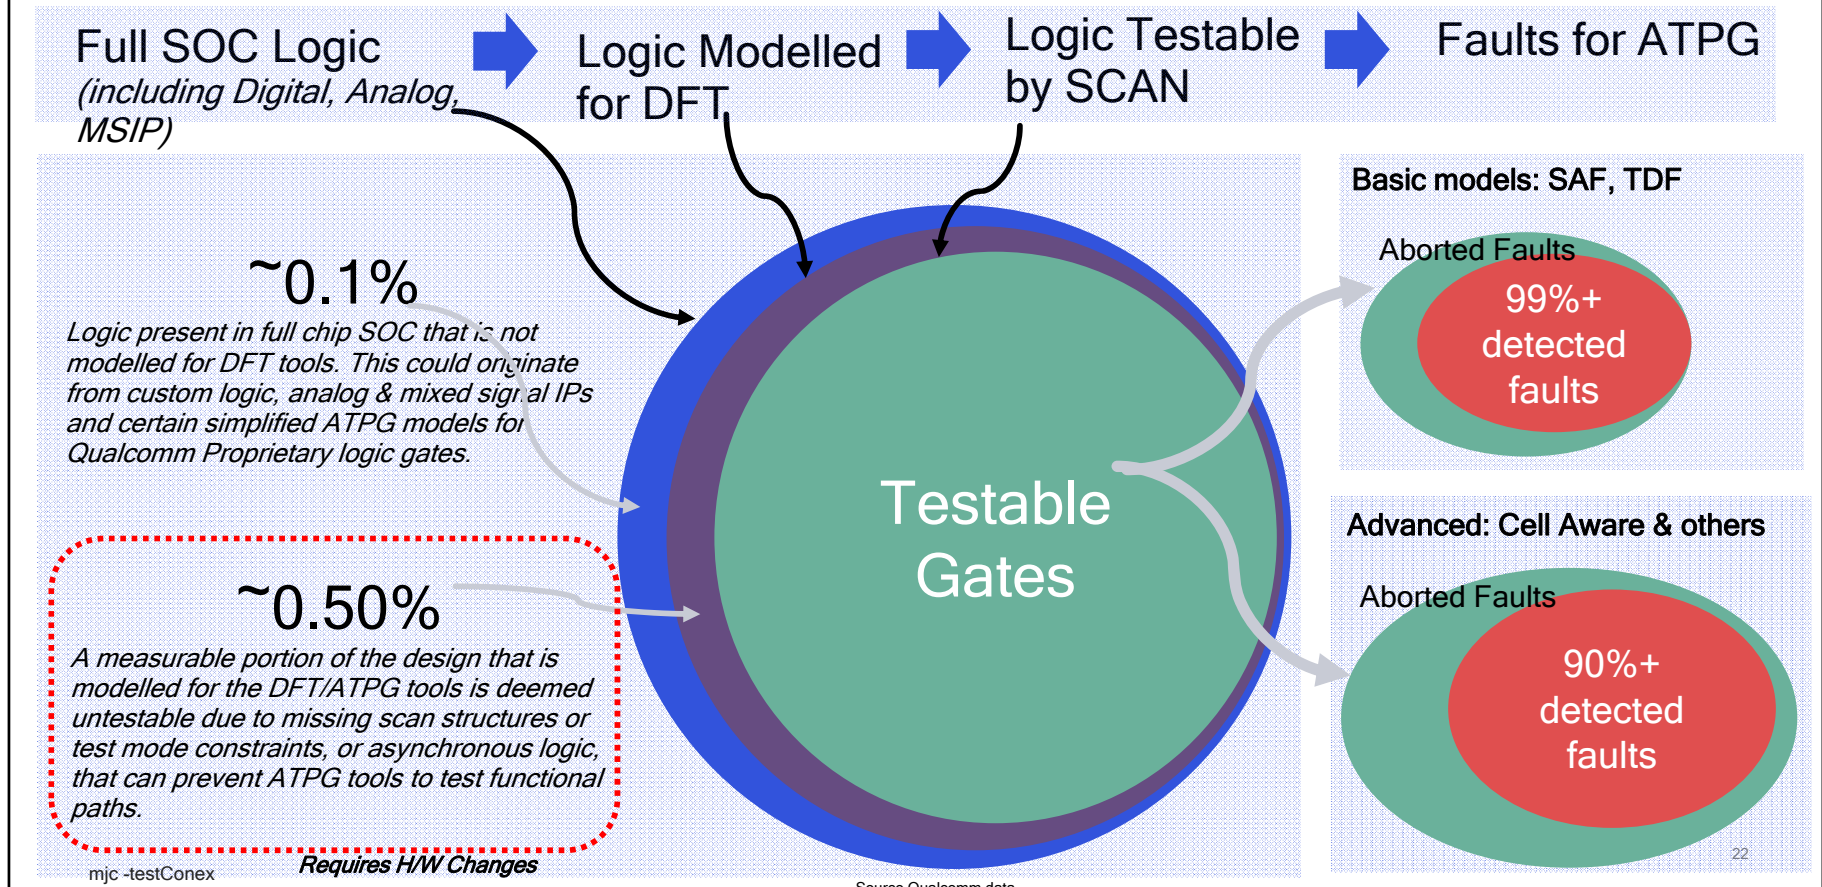 Full SOC Logic
(including Digital, Analog,
MSIP)
Logic Modelled
for DFT
Logic Testable
by SCAN
Faults for ATPG
~0.1%
Logic present in full chip SOC that is not
modelled for DFT tools. This could originate
from custom logic, analog & mixed signal IPs
and certain simplified ATPG models for
Qualcomm Proprietary logic gates.
~0.50%
A measurable portion of the design that is
modelled for the DFT/ATPG tools is deemed
untestable due to missing scan structures or
test mode constraints, or asynchronous logic,
that can prevent ATPG tools to test functional
paths.
Requires H/W Changes
Testable
Gates
Basic models: SAF, TDF
Aborted Faults
99%+
detected
faults
Advanced: Cell Aware & others
Aborted Faults
90%+
detected
faults
22
mjc -testConex
Source Qualcomm data